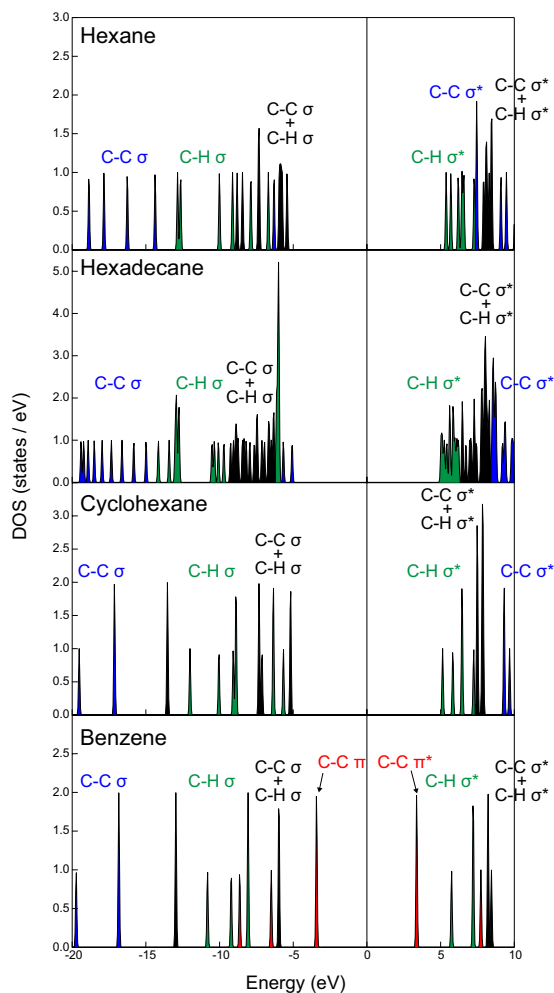 Hexane
3.0
2.5
2.0
1.5
1.0
0.5
0.0
C-C σ
C-H σ
C-C σ
+
C-H σ
C-H σ*
C-C σ*
C-C σ*
+
C-H σ*
Hexadecane
5.0
4.0
3.0
2.0
1.0
0.0
C-C σ
C-H σ
C-C σ
+
C-H σ
C-H σ*
C-C σ*
+
C-H σ*
C-C σ*
DOS (states / eV)
Cyclohexane
3.0
2.5
2.0
1.5
1.0
0.5
0.0
C-C σ
C-H σ
C-C σ
+
C-H σ
C-H σ*
C-C σ*
+
C-H σ*
C-C σ*
Benzene
2.5
2.0
1.5
1.0
0.5
0.0
C-C σ
C-H σ
C-C σ
+
C-H σ
C-C π
C-C π*
C-H σ*
C-C σ*
+
C-H σ*
-20
-15
-10
-5
0
5
10
Energy (eV)